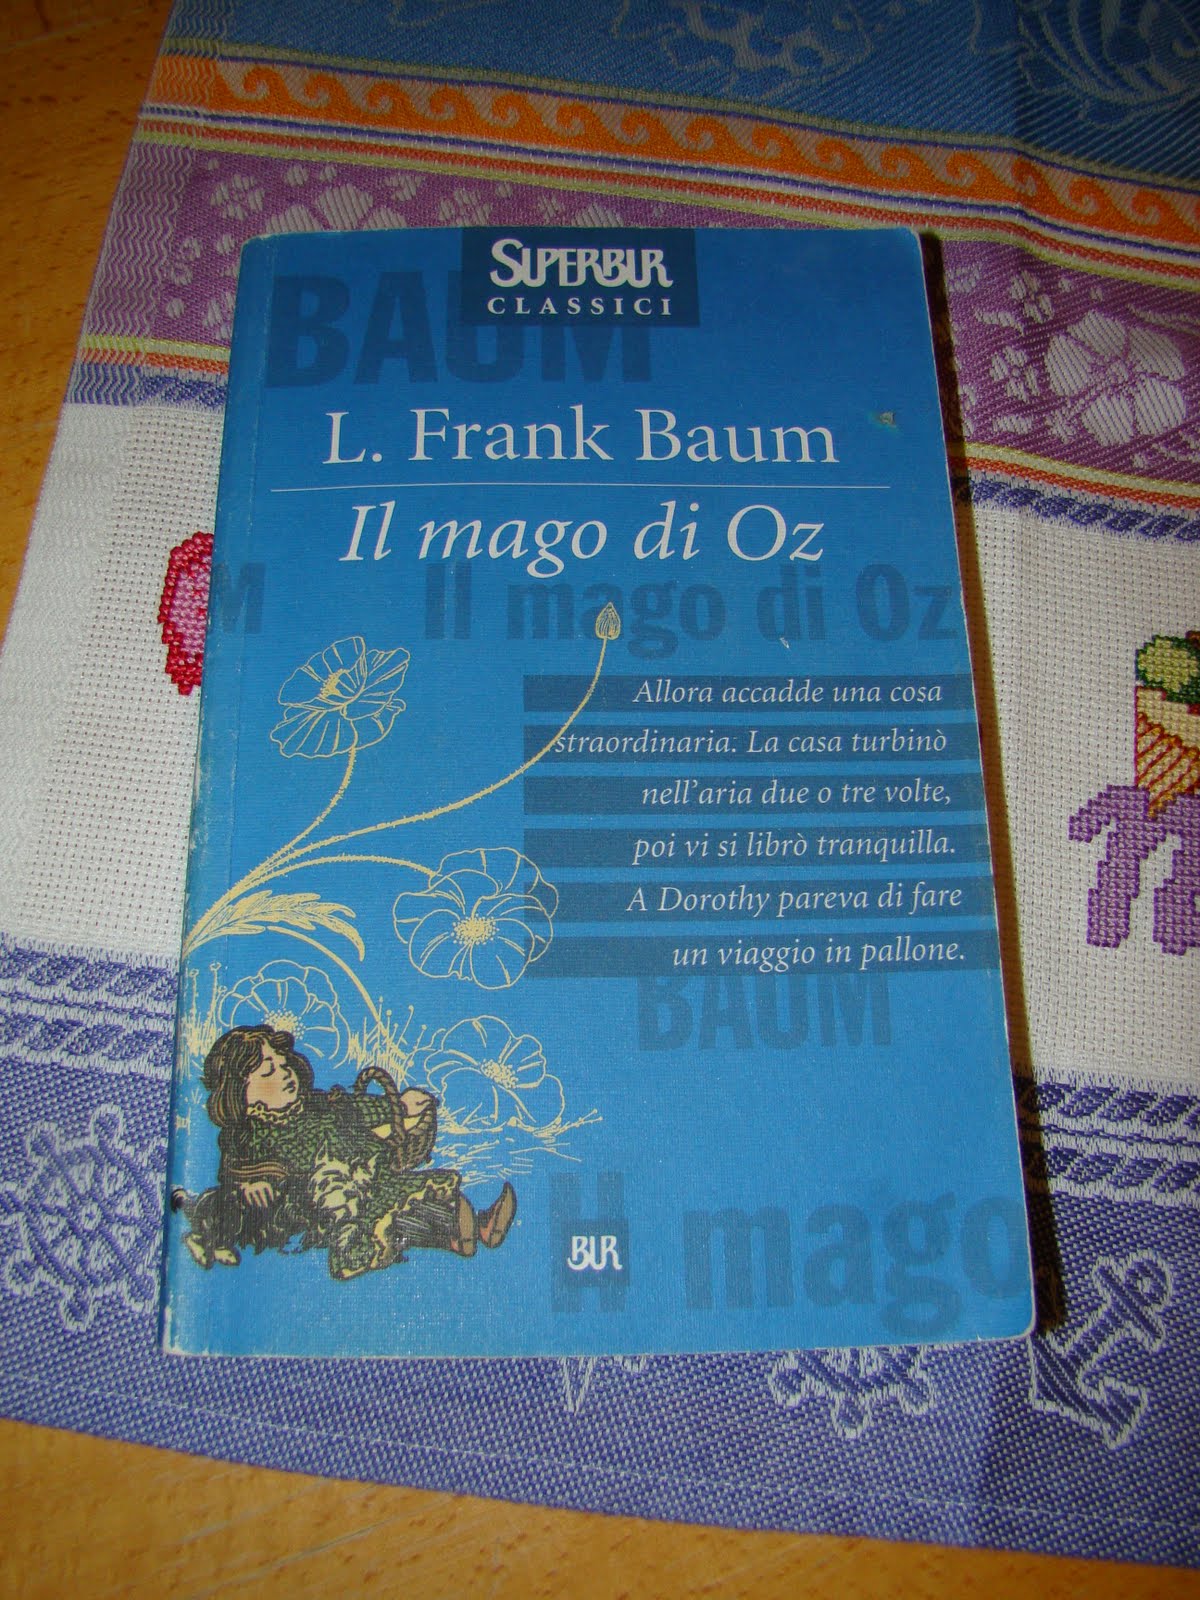 SUPERBUR
CLASSICI
BAUM
L. Frank Baum
Il mago di Oz
M Il mago di Oz
Allora accadde una cosa
straordinaria. La casa turbinò
nell'aria due o tre volte,
poi vi si librò tranquilla.
A Dorothy pareva di fare
un viaggio in pallone.
BAUM
Il mago
BUR